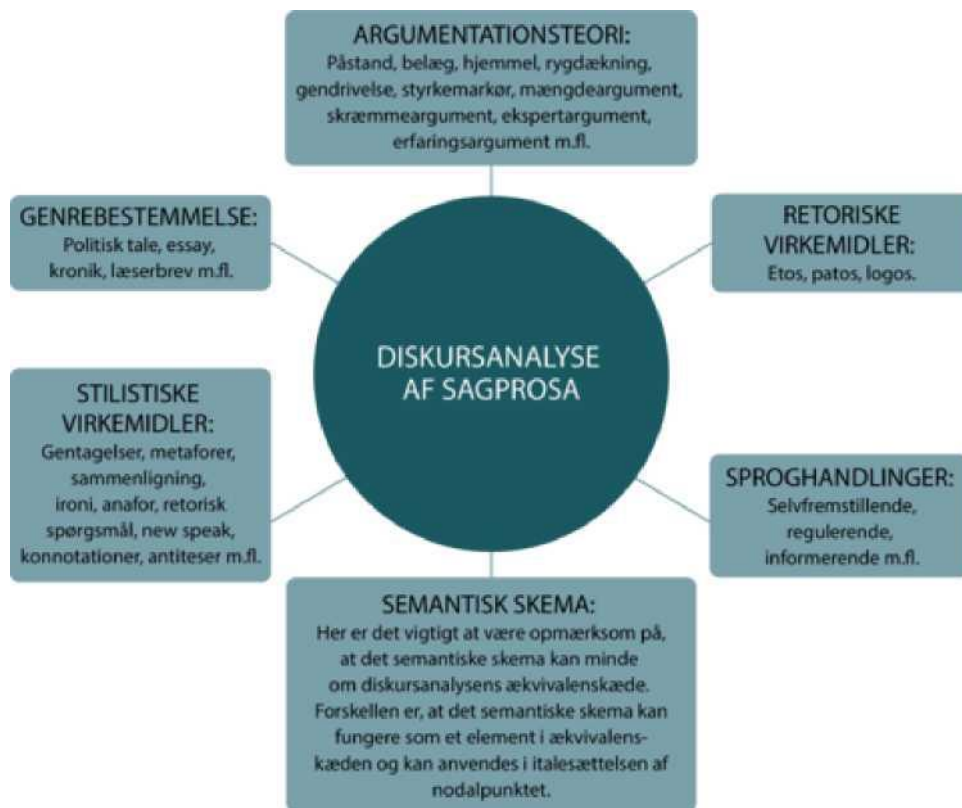 ARGUMENTATIONSTEORI:
Påstand, belæg, hjemmel, rygdækning,
gendrivelse, styrkemarkør, mængdeargument,
skræmmeargument, ekspertargument,
erfaringsargument m.fl.
GENREBESTEMMELSE:
Politisk tale, essay,
kronik, læserbrev m.fl.
RETORISKE
VIRKEMIDLER:
Etos, patos, logos.
DISKURSANALYSE
AF SAGPROSA
STILISTISKE
VIRKEMIDLER:
Gentagelser, metaforer,
sammenligning,
ironi, anafor, retorisk
spørgsmål, new speak,
konnotationer, antiteser m.fl.
SPROGHANDLINGER:
Selvfremstillende,
regulerende,
informerende m.fl.
SEMANTISK SKEMA:
Her er det vigtigt at være opmærksom på,
at det semantiske skema kan minde
om diskursanalysens ækvivalenskæde.
Forskellen er, at det semantiske skema kan
fungere som et element i ækvivalens-
kæden og kan anvendes i italesættelsen af
nodalpunktet.